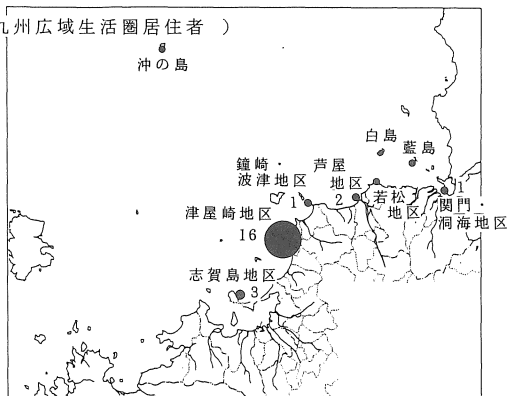 九州広域生活圏居住者 ）
沖の島
白島
藍島
鐘崎・
波津地区
1
芦屋
地区
2
若松
地区
1
関門・
洞海地区
津屋崎地区
16
志賀島地区
3